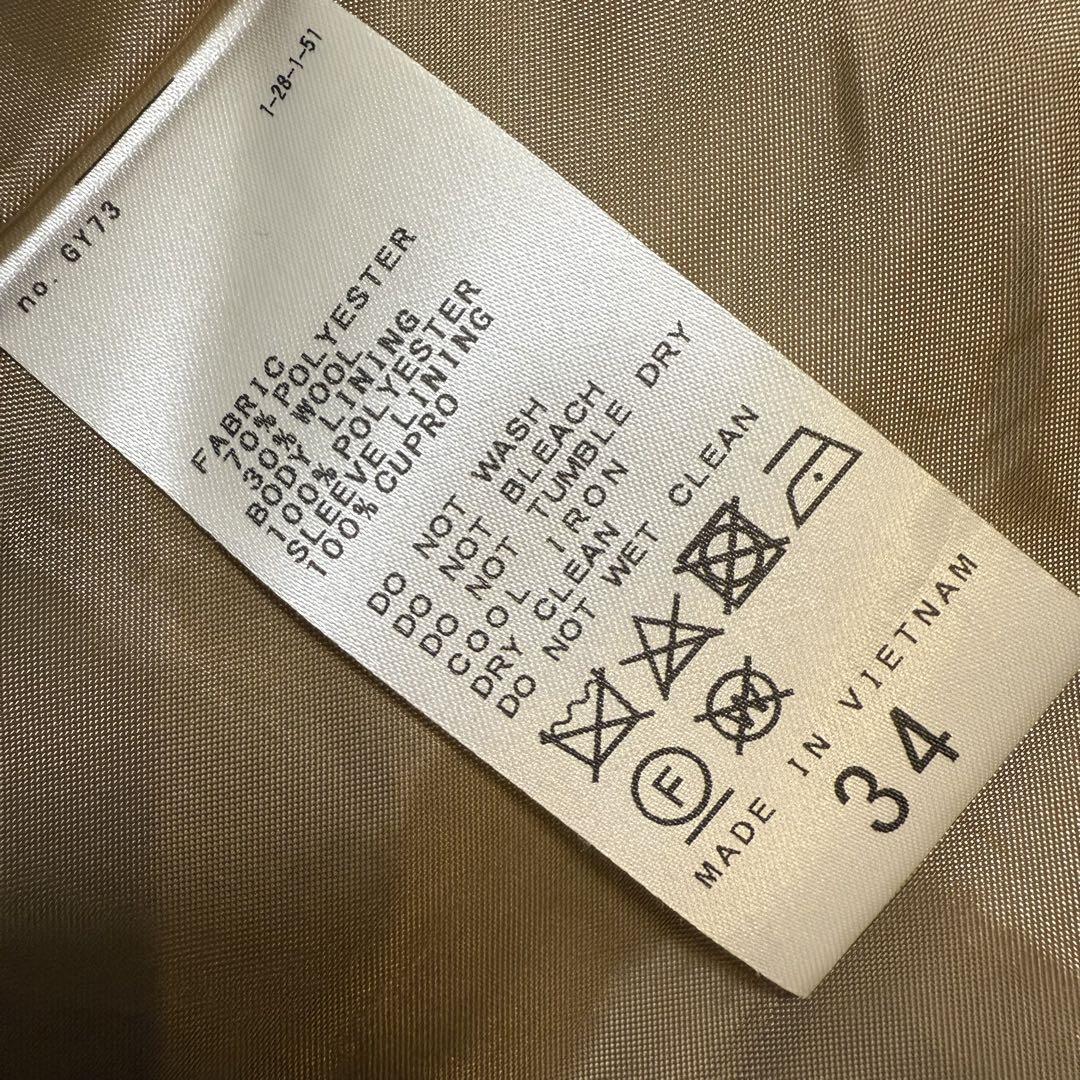 1-28-1-51
no. GY73
FABRIC
70% POLYESTER
30% WOOL
BODY LINING
100% POLYESTER
SLEEVE LINING
100% CUPRO
DO NOT WASH
DO NOT BLEACH
DO NOT TUMBLE DRY
COOL IRON
DRY CLEAN
DO NOT WET CLEAN
W
F
MADE IN VIETNAM
34